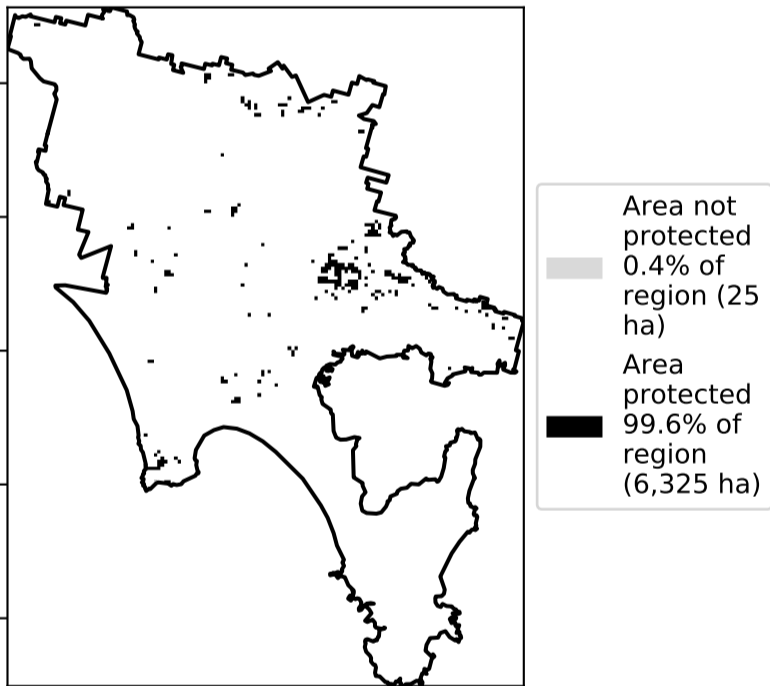 Area not
protected
0.4% of
region (25
ha)
Area
protected
99.6% of
region
(6,325 ha)